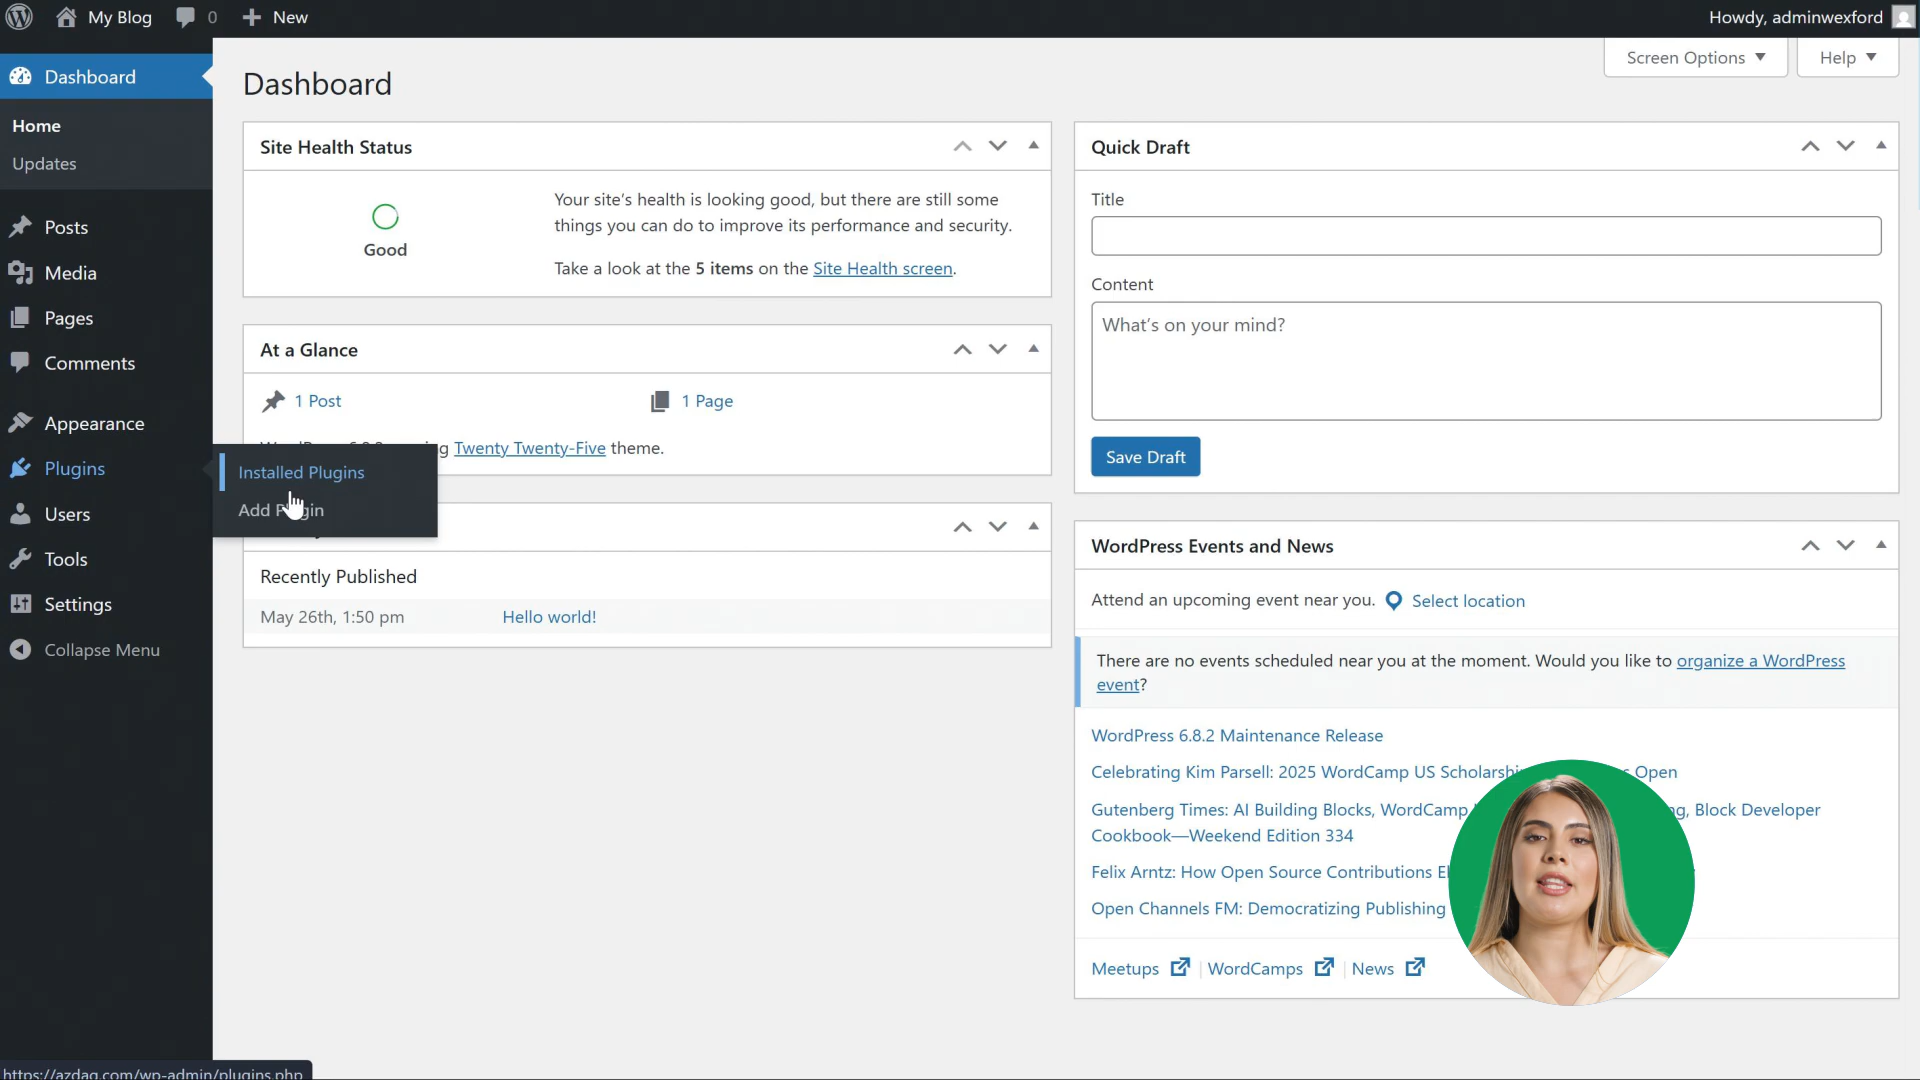 My Blog
0
New
Howdy, adminwexford
Dashboard
Home
Updates
Posts
Media
Pages
Comments
Appearance
Plugins
Users
Tools
Settings
Collapse Menu
Installed Plugins
Add Plugin
Screen Options
Help
Dashboard
Site Health Status
Good
Your site's health is looking good, but there are still some
things you can do to improve its performance and security.
Take a look at the 5 items on the Site Health screen.
At a Glance
1 Post
1 Page
Twenty Twenty-Five theme.
Recently Published
May 26th, 1:50 pm
Hello world!
Quick Draft
Title
Content
What's on your mind?
Save Draft
WordPress Events and News
Attend an upcoming event near you.
Select location
There are no events scheduled near you at the moment. Would you like to organize a WordPress
event?
WordPress 6.8.2 Maintenance Release
Celebrating Kim Parsell: 2025 WordCamp US Open
Gutenberg Times: AI Building Blocks, WordCamp Block Developer
Cookbook—Weekend Edition 334
Felix Arntz: How Open Source Contributions
Open Channels FM: Democratizing Publishing
Meetups
WordCamps
News
https://azdag.com/wp-admin/plugins.php